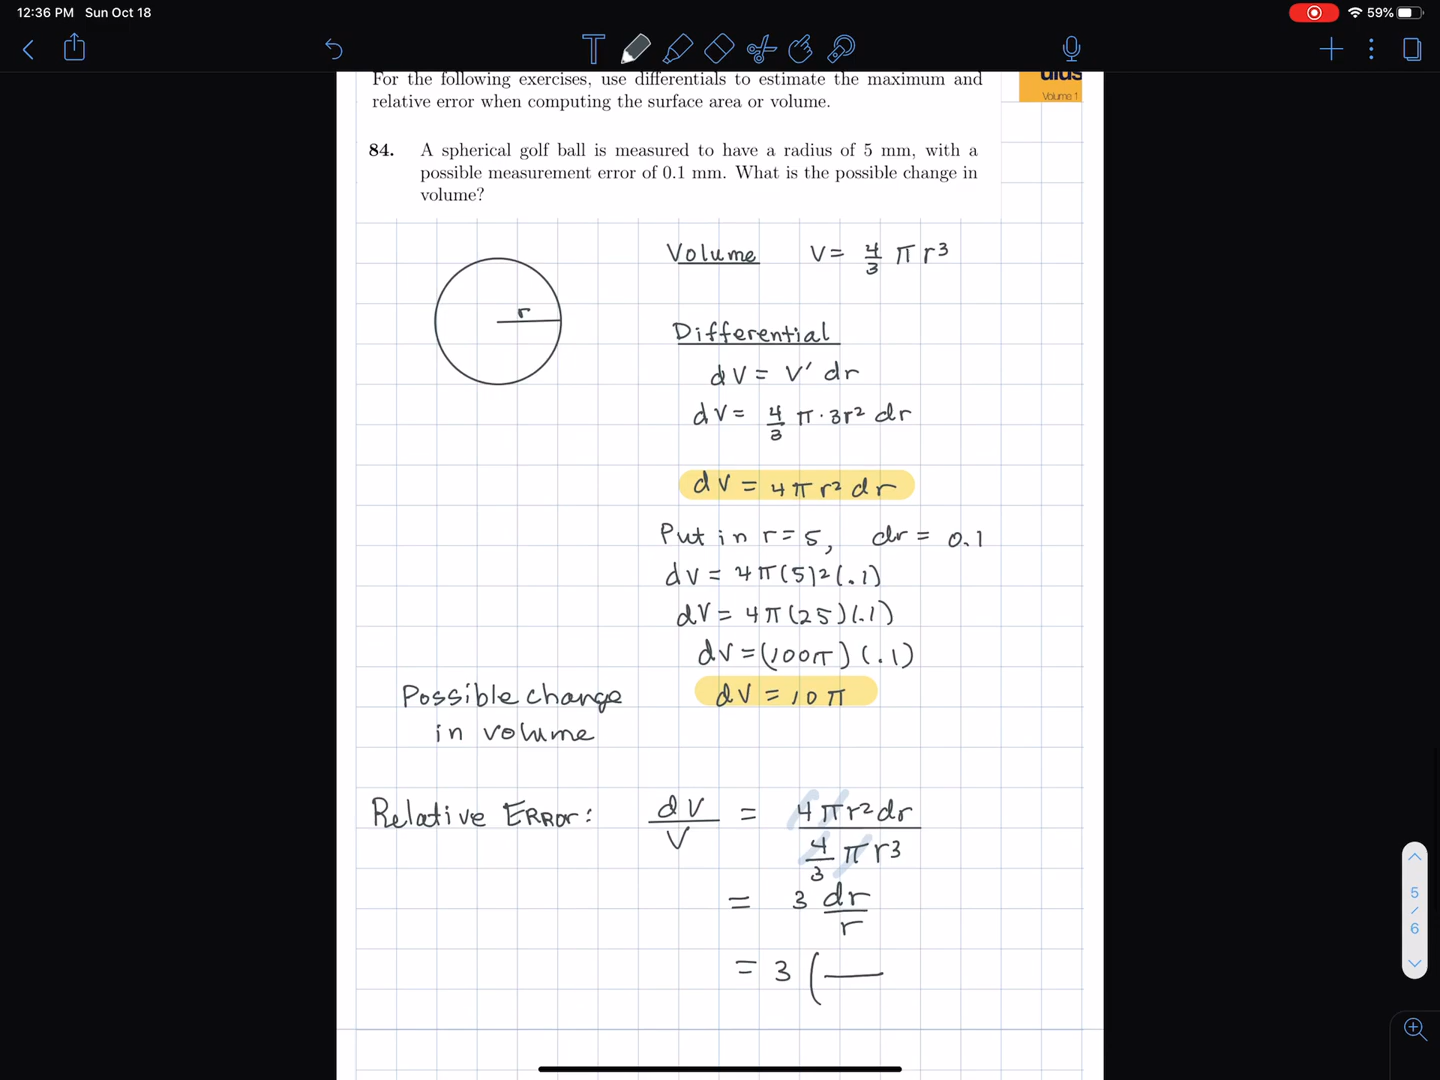 12:36 PM Sun Oct 18
59%
T
For the following exercises, use differentials to estimate the maximum and
relative error when computing the surface area or volume.
Volume 1
84. A spherical golf ball is measured to have a radius of 5 mm, with a
possible measurement error of 0.1 mm. What is the possible change in
volume?
r
Volume V = 4/3 π r³
Differential
dV = V′ dr
dV = 4/3 π · 3r² dr
dV = 4πr² dr
Put in r = 5, dr = 0.1
dV = 4π(5)²(.1)
dV = 4π(25)(.1)
dV = (100π)(.1)
dV = 10π
Possible change
in volume
Relative ERROR: dV/V = 4πr²dr / (4/3 πr³)
= 3 dr/r
= 3 (
5
/
6